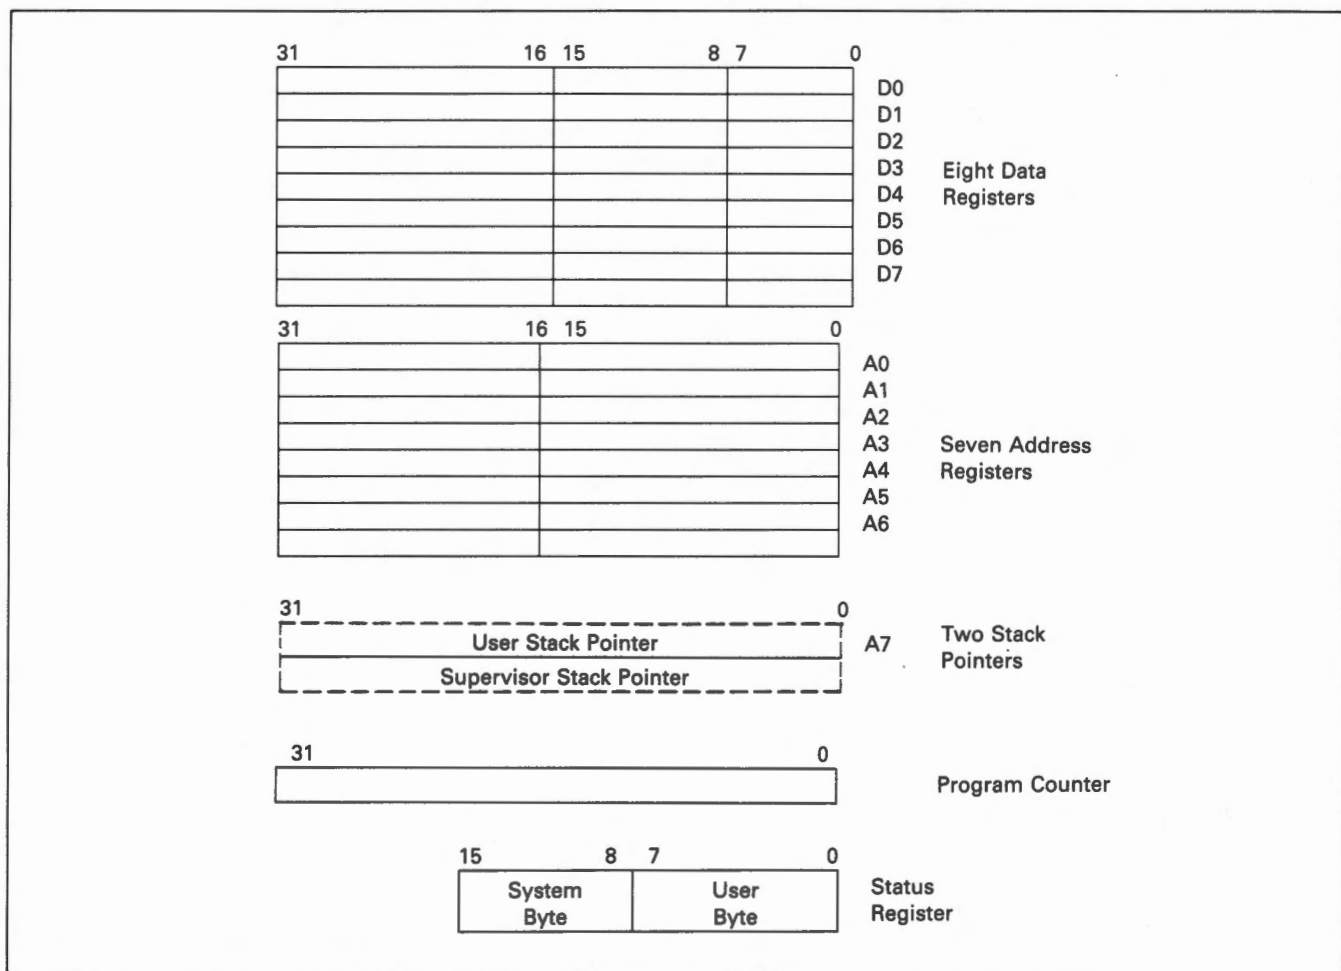 31 16 15 8 7 0
D0
D1
D2
D3
D4
D5
D6
D7
Eight Data
Registers
31 16 15 0
A0
A1
A2
A3
A4
A5
A6
Seven Address
Registers
31 0
User Stack Pointer
Supervisor Stack Pointer
A7
Two Stack
Pointers
31 0
Program Counter
15 8 7 0
System
Byte
User
Byte
Status
Register